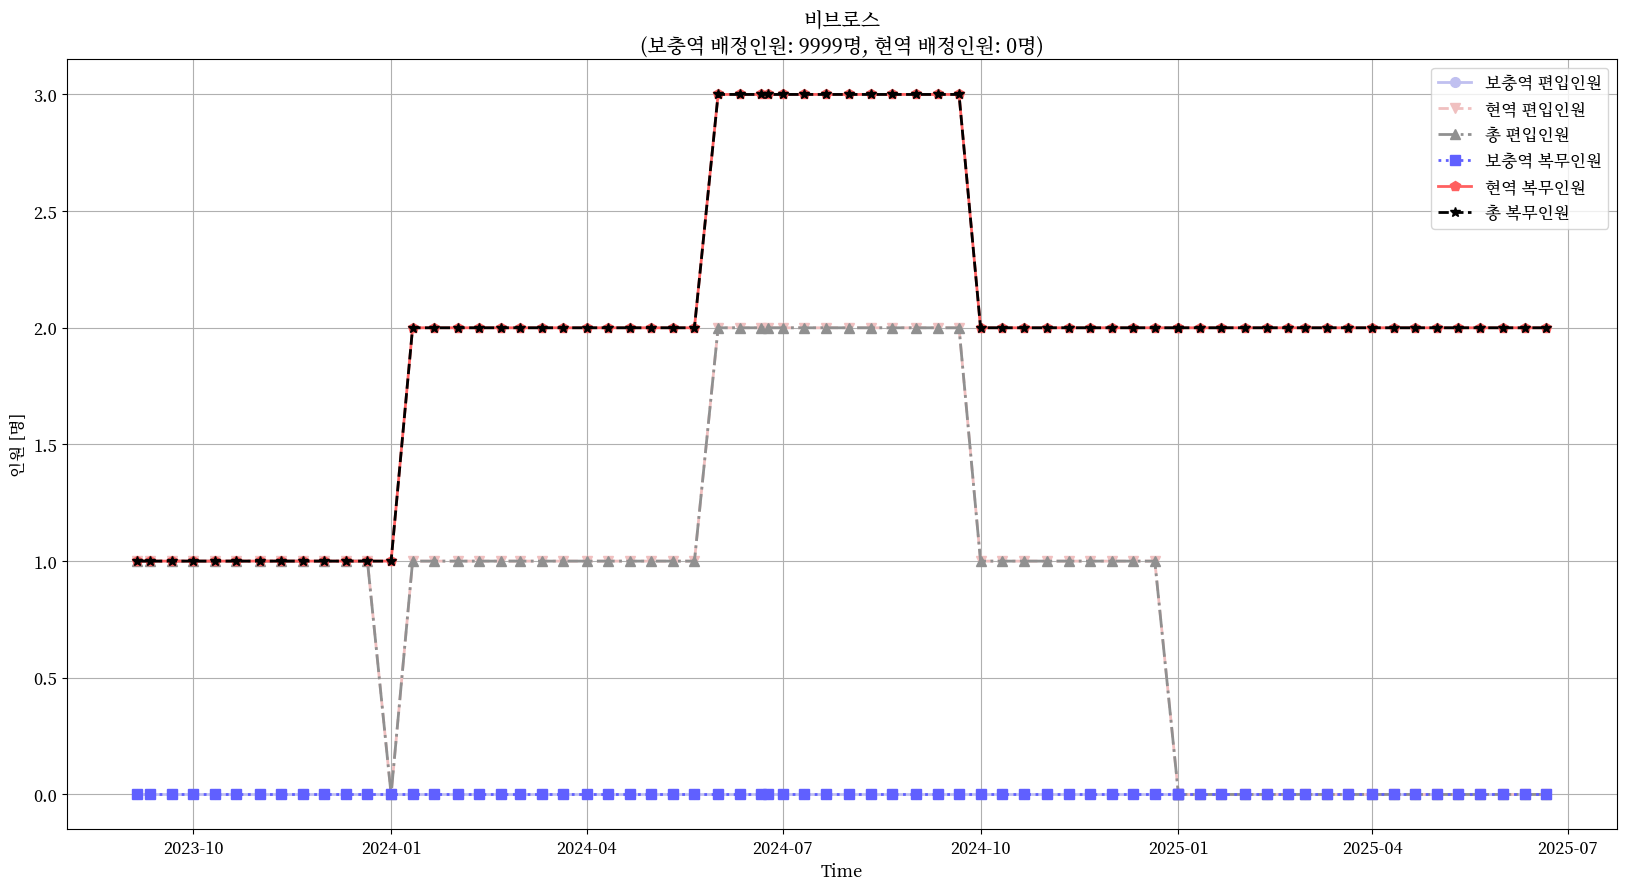 비브로스
(보충역 배정인원: 9999명, 현역 배정인원: 0명)
보충역 편입인원
현역 편입인원
총 편입인원
보충역 복무인원
현역 복무인원
총 복무인원
3.0
2.5
2.0
1.5
1.0
0.5
0.0
인원 [명]
2023-10
2024-01
2024-04
2024-07
2024-10
2025-01
2025-04
2025-07
Time